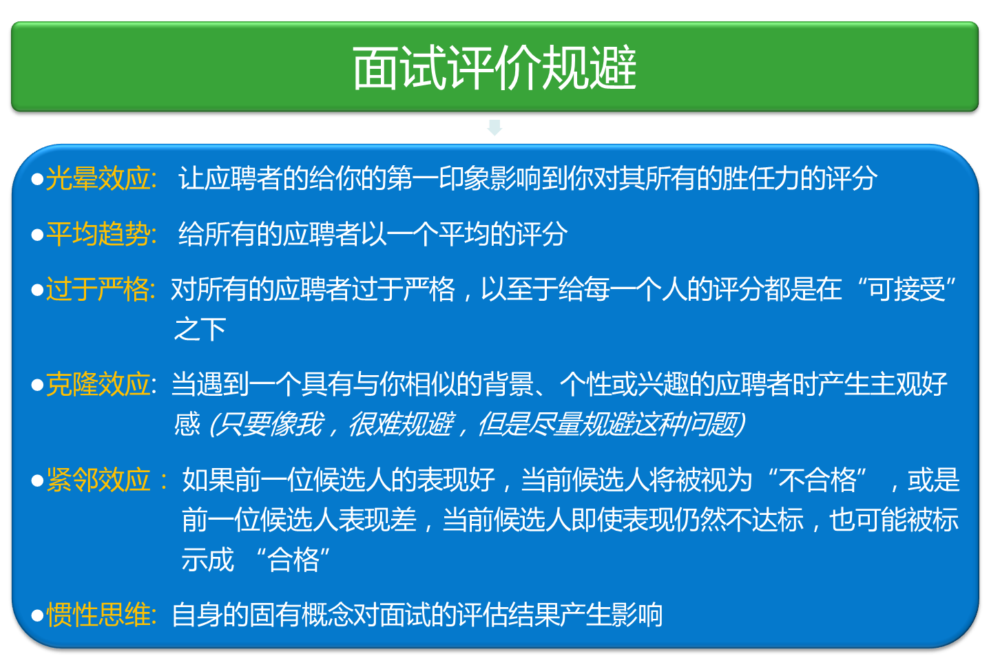 面试评价规避
●光晕效应: 让应聘者的给你的第一印象影响到你对其所有的胜任力的评分
●平均趋势: 给所有的应聘者以一个平均的评分
●过于严格: 对所有的应聘者过于严格，以至于给每一个人的评分都是在“可接受”
之下
●克隆效应: 当遇到一个具有与你相似的背景、个性或兴趣的应聘者时产生主观好
感 (只要像我，很难规避，但是尽量规避这种问题)
●紧邻效应：如果前一位候选人的表现好，当前候选人将被视为“不合格”，或是
前一位候选人表现差，当前候选人即使表现仍然不达标，也可能被标
示成 “合格”
●惯性思维: 自身的固有概念对面试的评估结果产生影响